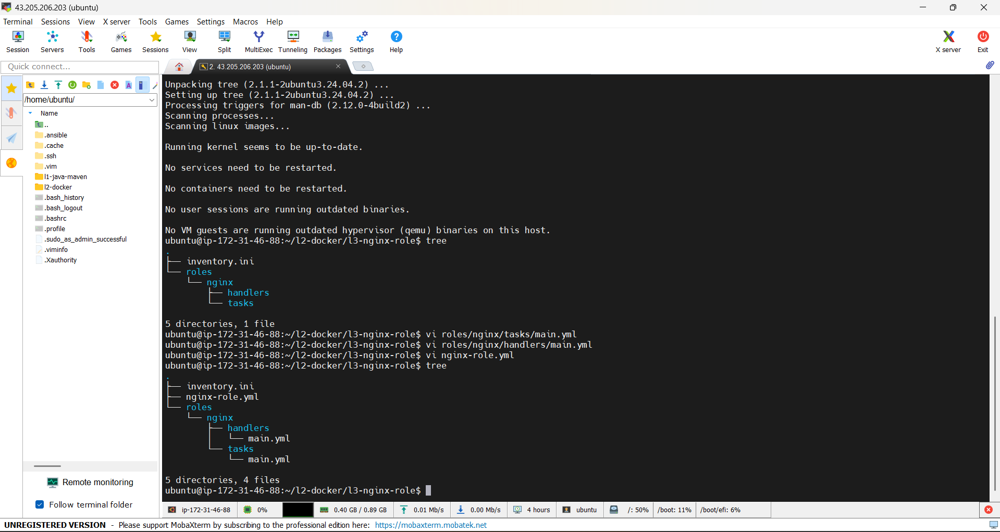 43.205.206.203 (ubuntu)
Terminal Sessions View X server Tools Games Settings Macros Help
Session Servers Tools Games Sessions View Split MultiExec Tunneling Packages Settings Help X server Exit
Quick connect...
2. 43.205.206.203 (ubuntu)
/home/ubuntu/
Name
..
.ansible
.cache
.ssh
.vim
l1-java-maven
l2-docker
.bash_history
.bash_logout
.bashrc
.profile
.sudo_as_admin_successful
.viminfo
.Xauthority
Remote monitoring
Follow terminal folder
Unpacking tree (2.1.1-2ubuntu3.24.04.2) ...
Setting up tree (2.1.1-2ubuntu3.24.04.2) ...
Processing triggers for man-db (2.12.0-4build2) ...
Scanning processes...
Scanning linux images...
Running kernel seems to be up-to-date.
No services need to be restarted.
No containers need to be restarted.
No user sessions are running outdated binaries.
No VM guests are running outdated hypervisor (qemu) binaries on this host.
ubuntu@ip-172-31-46-88:~/l2-docker/l3-nginx-role$ tree
.
├── inventory.ini
└── roles
    └── nginx
        ├── handlers
        └── tasks
5 directories, 1 file
ubuntu@ip-172-31-46-88:~/l2-docker/l3-nginx-role$ vi roles/nginx/tasks/main.yml
ubuntu@ip-172-31-46-88:~/l2-docker/l3-nginx-role$ vi roles/nginx/handlers/main.yml
ubuntu@ip-172-31-46-88:~/l2-docker/l3-nginx-role$ vi nginx-role.yml
ubuntu@ip-172-31-46-88:~/l2-docker/l3-nginx-role$ tree
.
├── inventory.ini
├── nginx-role.yml
└── roles
    └── nginx
        ├── handlers
        │   └── main.yml
        └── tasks
            └── main.yml
5 directories, 4 files
ubuntu@ip-172-31-46-88:~/l2-docker/l3-nginx-role$
ip-172-31-46-88 0% 0.40 GB / 0.89 GB 0.01 Mb/s 0.00 Mb/s 4 hours ubuntu /: 50% /boot: 11% /boot/efi: 6%
UNREGISTERED VERSION - Please support MobaXterm by subscribing to the professional edition here: https://mobaxterm.mobatek.net